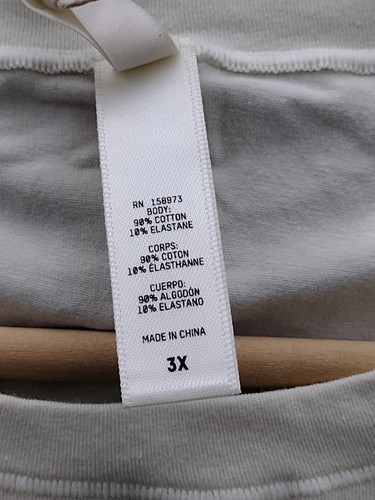 RN 158973
BODY:
90% COTTON
10% ELASTANE
CORPS:
90% COTON
10% ÉLASTHANNE
CUERPO:
90% ALGODÓN
10% ELASTANO
MADE IN CHINA
3X